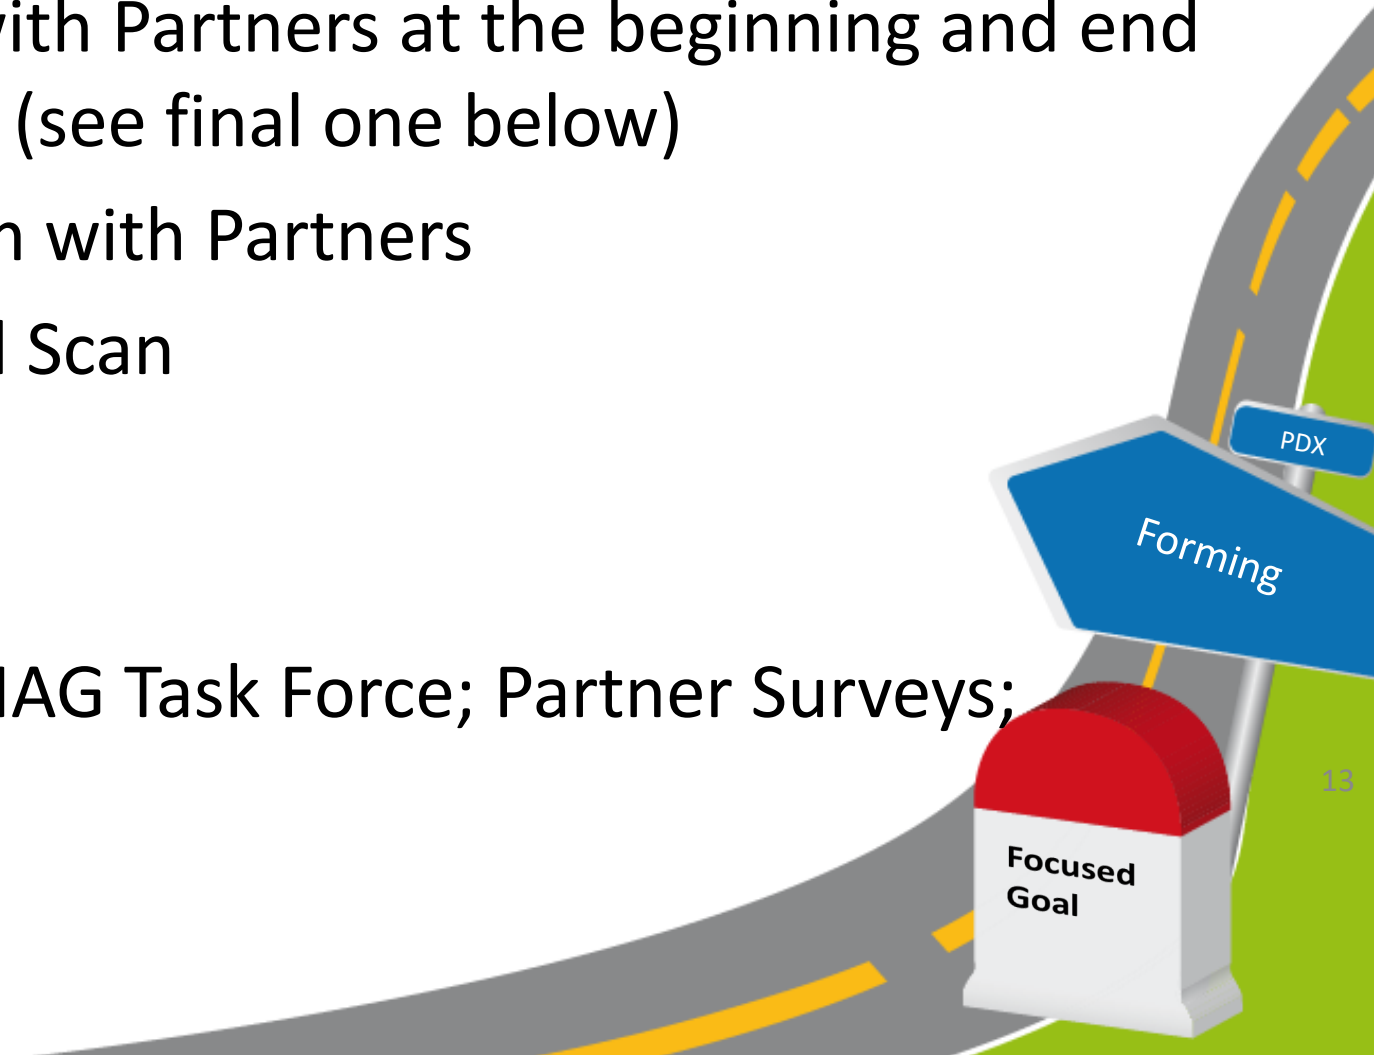 with Partners at the beginning and end
(see final one below)
with Partners
Scan
PDX
Forming
IAG Task Force; Partner Surveys;
13
Focused
Goal